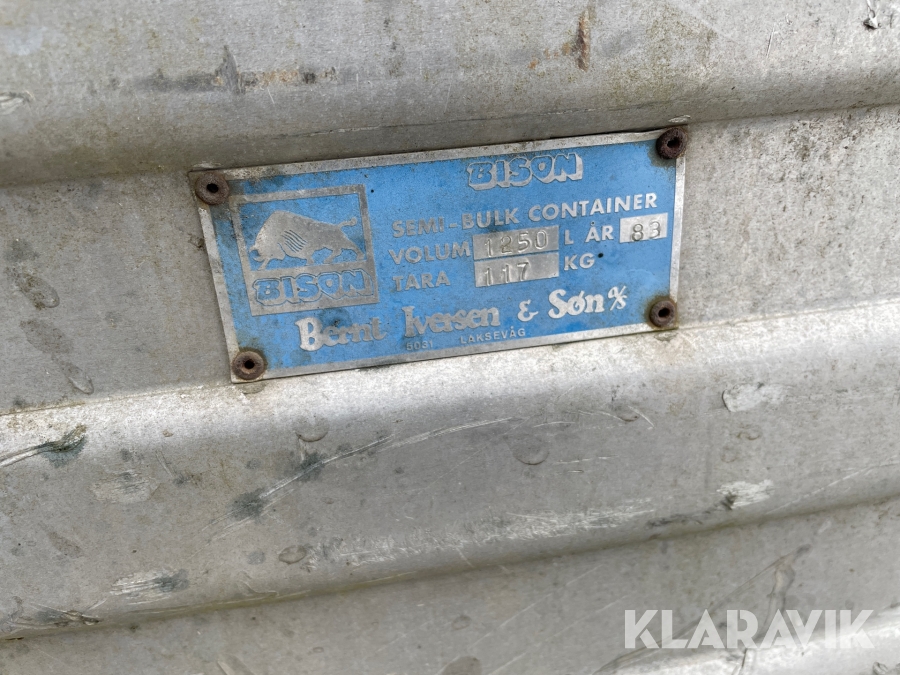 BISON
SEMI-BULK CONTAINER
VOLUM 1250 L ÅR 83
TARA 117 KG
BISON
Bernt Iversen & Søn A/S
5031 LAKSEVÅG
KLARAVIK